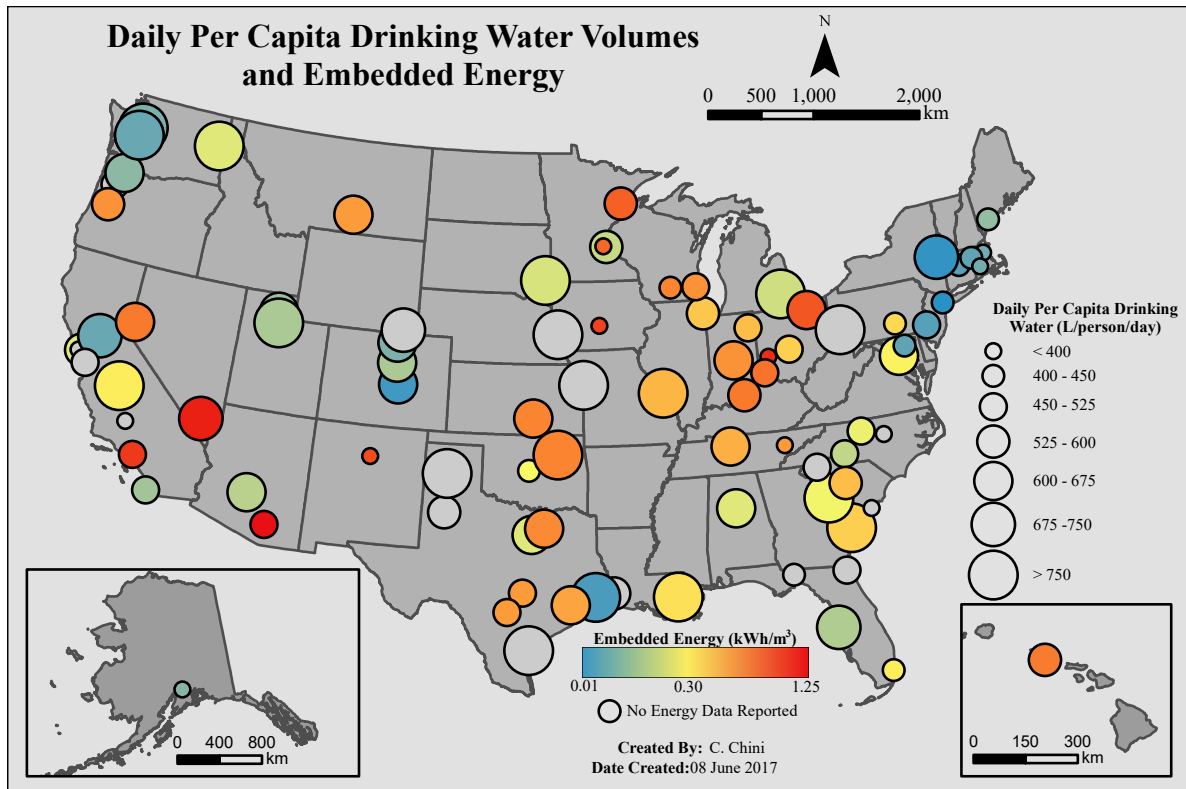 Daily Per Capita Drinking Water Volumes
and Embedded Energy
N
0 500 1,000 2,000
km
Daily Per Capita Drinking
Water (L/person/day)
< 400
400 - 450
450 - 525
525 - 600
600 - 675
675 -750
> 750
Embedded Energy (kWh/m³)
0.01 0.30 1.25
No Energy Data Reported
Created By: C. Chini
Date Created:08 June 2017
0 400 800
km
0 150 300
km